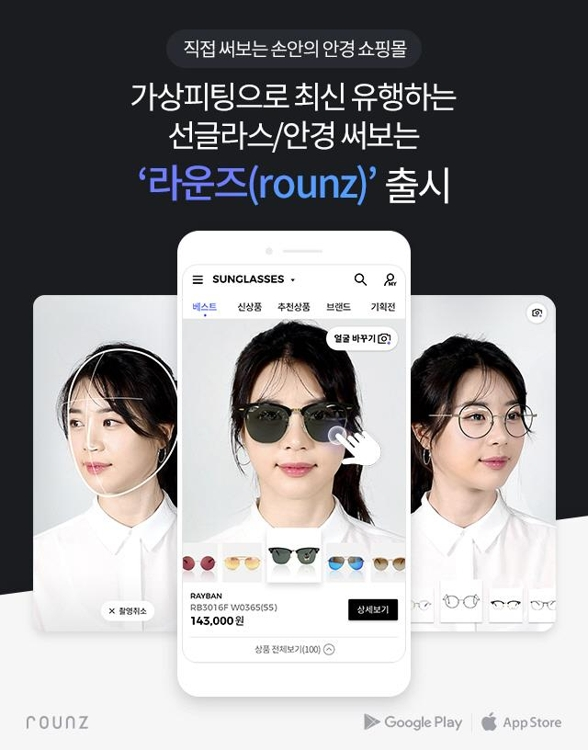 직접 써보는 손안의 안경 쇼핑몰
가상피팅으로 최신 유행하는
선글라스/안경 써보는
‘라운즈(rounz)’ 출시
SUNGLASSES
MY
베스트 신상품 추천상품 브랜드 기획전
얼굴 바꾸기
✕ 촬영취소
RAYBAN
RB3016F W0365(55)
143,000원
상세보기
상품 전체보기(100)
rounz
Google Play
App Store